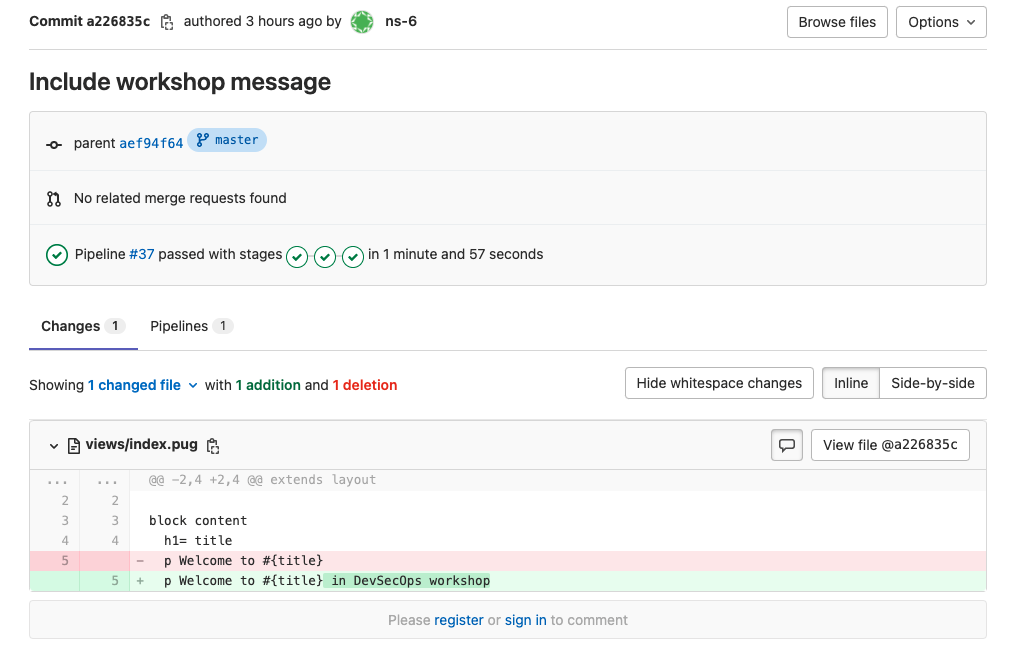 Commit a226835c authored 3 hours ago by ns-6 Browse files Options
Include workshop message
parent aef94f64 master
No related merge requests found
Pipeline #37 passed with stages in 1 minute and 57 seconds
Changes 1 Pipelines 1
Showing 1 changed file with 1 addition and 1 deletion Hide whitespace changes Inline Side-by-side
views/index.pug View file @a226835c
... ... @@ -2,4 +2,4 @@ extends layout
2 2
3 3 block content
4 4 h1= title
5 - p Welcome to #{title}
5 + p Welcome to #{title} in DevSecOps workshop
Please register or sign in to comment